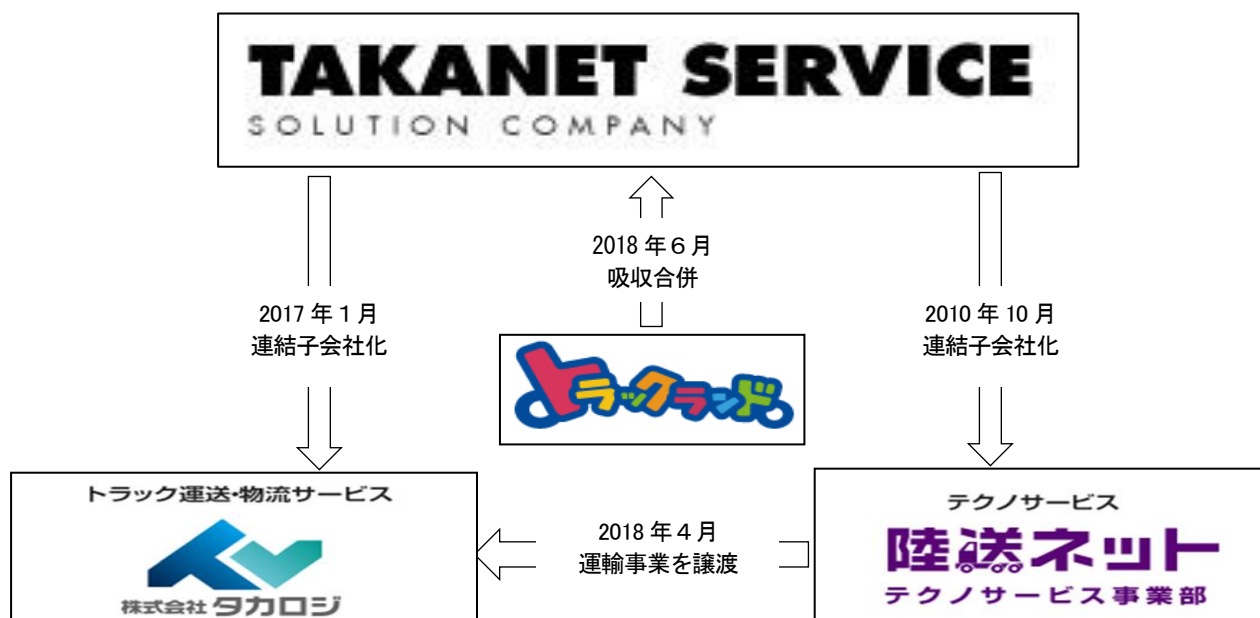 TAKANET SERVICE
SOLUTION COMPANY
2018年6月
吸収合併
2017年1月
連結子会社化
2010年10月
連結子会社化
トラックランド
トラック運送・物流サービス
株式会社タカロジ
2018年4月
運輸事業を譲渡
テクノサービス
陸送ネット
テクノサービス事業部